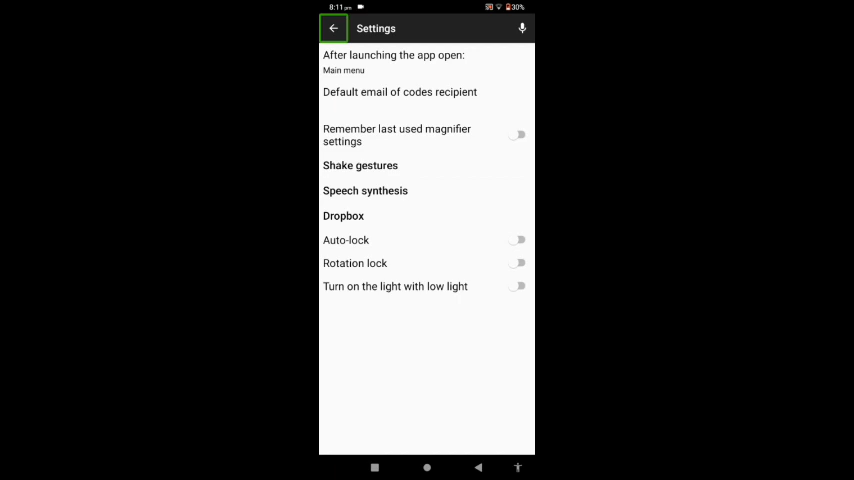 8:11 pm
30%
Settings
After launching the app open:
Main menu
Default email of codes recipient
Remember last used magnifier
settings
Shake gestures
Speech synthesis
Dropbox
Auto-lock
Rotation lock
Turn on the light with low light